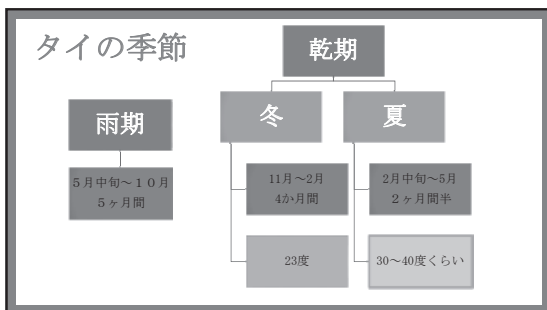 タイの季節
乾期
雨期
5月中旬～10月
5ヶ月間
冬
11月～2月
4か月間
23度
夏
2月中旬～5月
2ヶ月間半
30～40度くらい